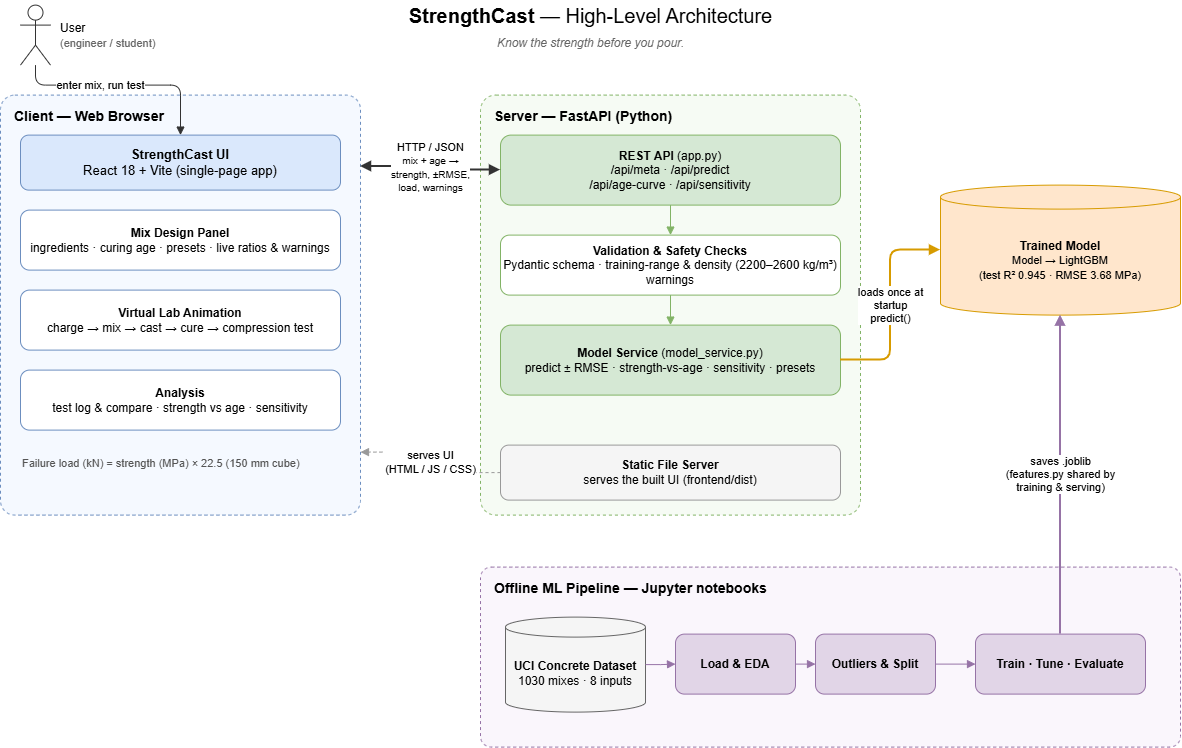 StrengthCast — High-Level Architecture
Know the strength before you pour.
User
(engineer / student)
enter mix, run test
Client — Web Browser
StrengthCast UI
React 18 + Vite (single-page app)
Mix Design Panel
ingredients · curing age · presets · live ratios & warnings
Virtual Lab Animation
charge → mix → cast → cure → compression test
Analysis
test log & compare · strength vs age · sensitivity
Failure load (kN) = strength (MPa) × 22.5 (150 mm cube)
HTTP / JSON
mix + age →
strength, ±RMSE,
load, warnings
serves UI
(HTML / JS / CSS)
Server — FastAPI (Python)
REST API (app.py)
/api/meta · /api/predict
/api/age-curve · /api/sensitivity
Validation & Safety Checks
Pydantic schema · training-range & density (2200–2600 kg/m³)
warnings
Model Service (model_service.py)
predict ± RMSE · strength-vs-age · sensitivity · presets
Static File Server
serves the built UI (frontend/dist)
loads once at
startup
predict()
Trained Model
Model → LightGBM
(test R² 0.945 · RMSE 3.68 MPa)
saves .joblib
(features.py shared by
training & serving)
Offline ML Pipeline — Jupyter notebooks
UCI Concrete Dataset
1030 mixes · 8 inputs
Load & EDA
Outliers & Split
Train · Tune · Evaluate